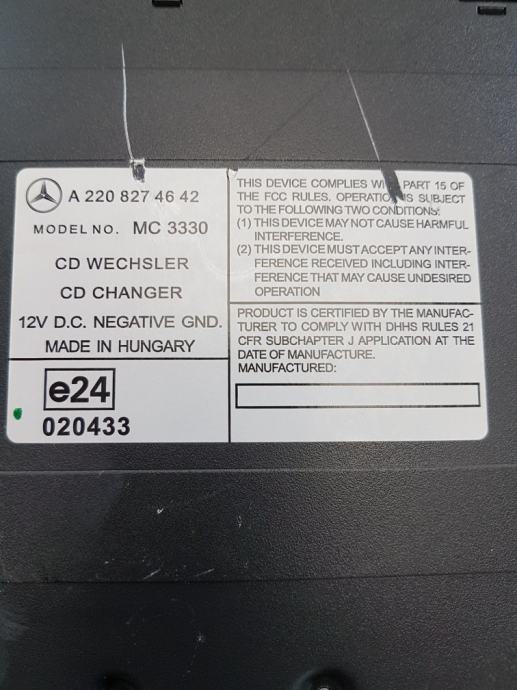 A 220 827 46 42
MODEL NO. MC 3330
CD WECHSLER
CD CHANGER
12V D.C. NEGATIVE GND.
MADE IN HUNGARY
e24
020433
THIS DEVICE COMPLIES WITH PART 15 OF
THE FCC RULES. OPERATION IS SUBJECT
TO THE FOLLOWING TWO CONDITIONS:
(1) THIS DEVICE MAY NOT CAUSE HARMFUL
INTERFERENCE.
(2) THIS DEVICE MUST ACCEPT ANY INTER-
FERENCE RECEIVED INCLUDING INTER-
FERENCE THAT MAY CAUSE UNDESIRED
OPERATION
PRODUCT IS CERTIFIED BY THE MANUFAC-
TURER TO COMPLY WITH DHHS RULES 21
CFR SUBCHAPTER J APPLICATION AT THE
DATE OF MANUFACTURE.
MANUFACTURED: